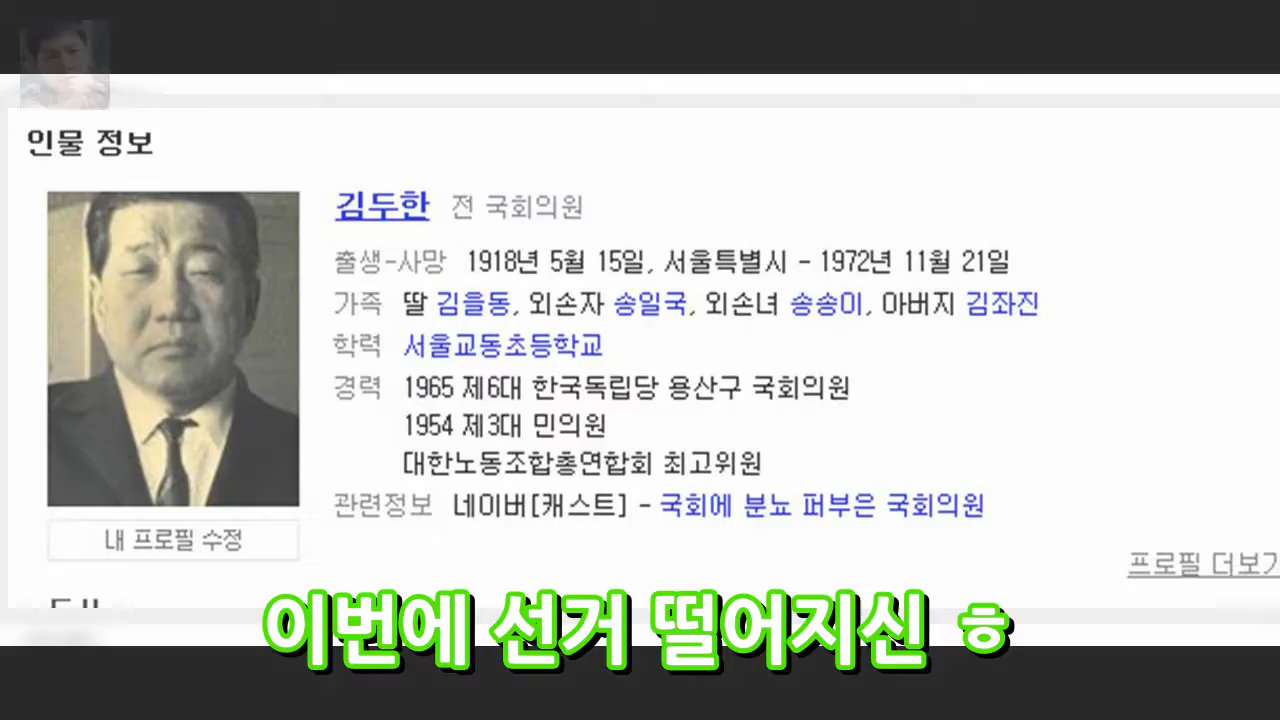 인물 정보
김두한 전 국회의원
출생-사망 1918년 5월 15일, 서울특별시 - 1972년 11월 21일
가족 딸 김을동, 외손자 송일국, 외손녀 송송이, 아버지 김좌진
학력 서울교동초등학교
경력 1965 제6대 한국독립당 용산구 국회의원
1954 제3대 민의원
대한노동조합총연합회 최고위원
관련정보 네이버[캐스트] - 국회에 분뇨 퍼부은 국회의원
내 프로필 수정
프로필 더보기
이번에 선거 떨어지신 ㅎ